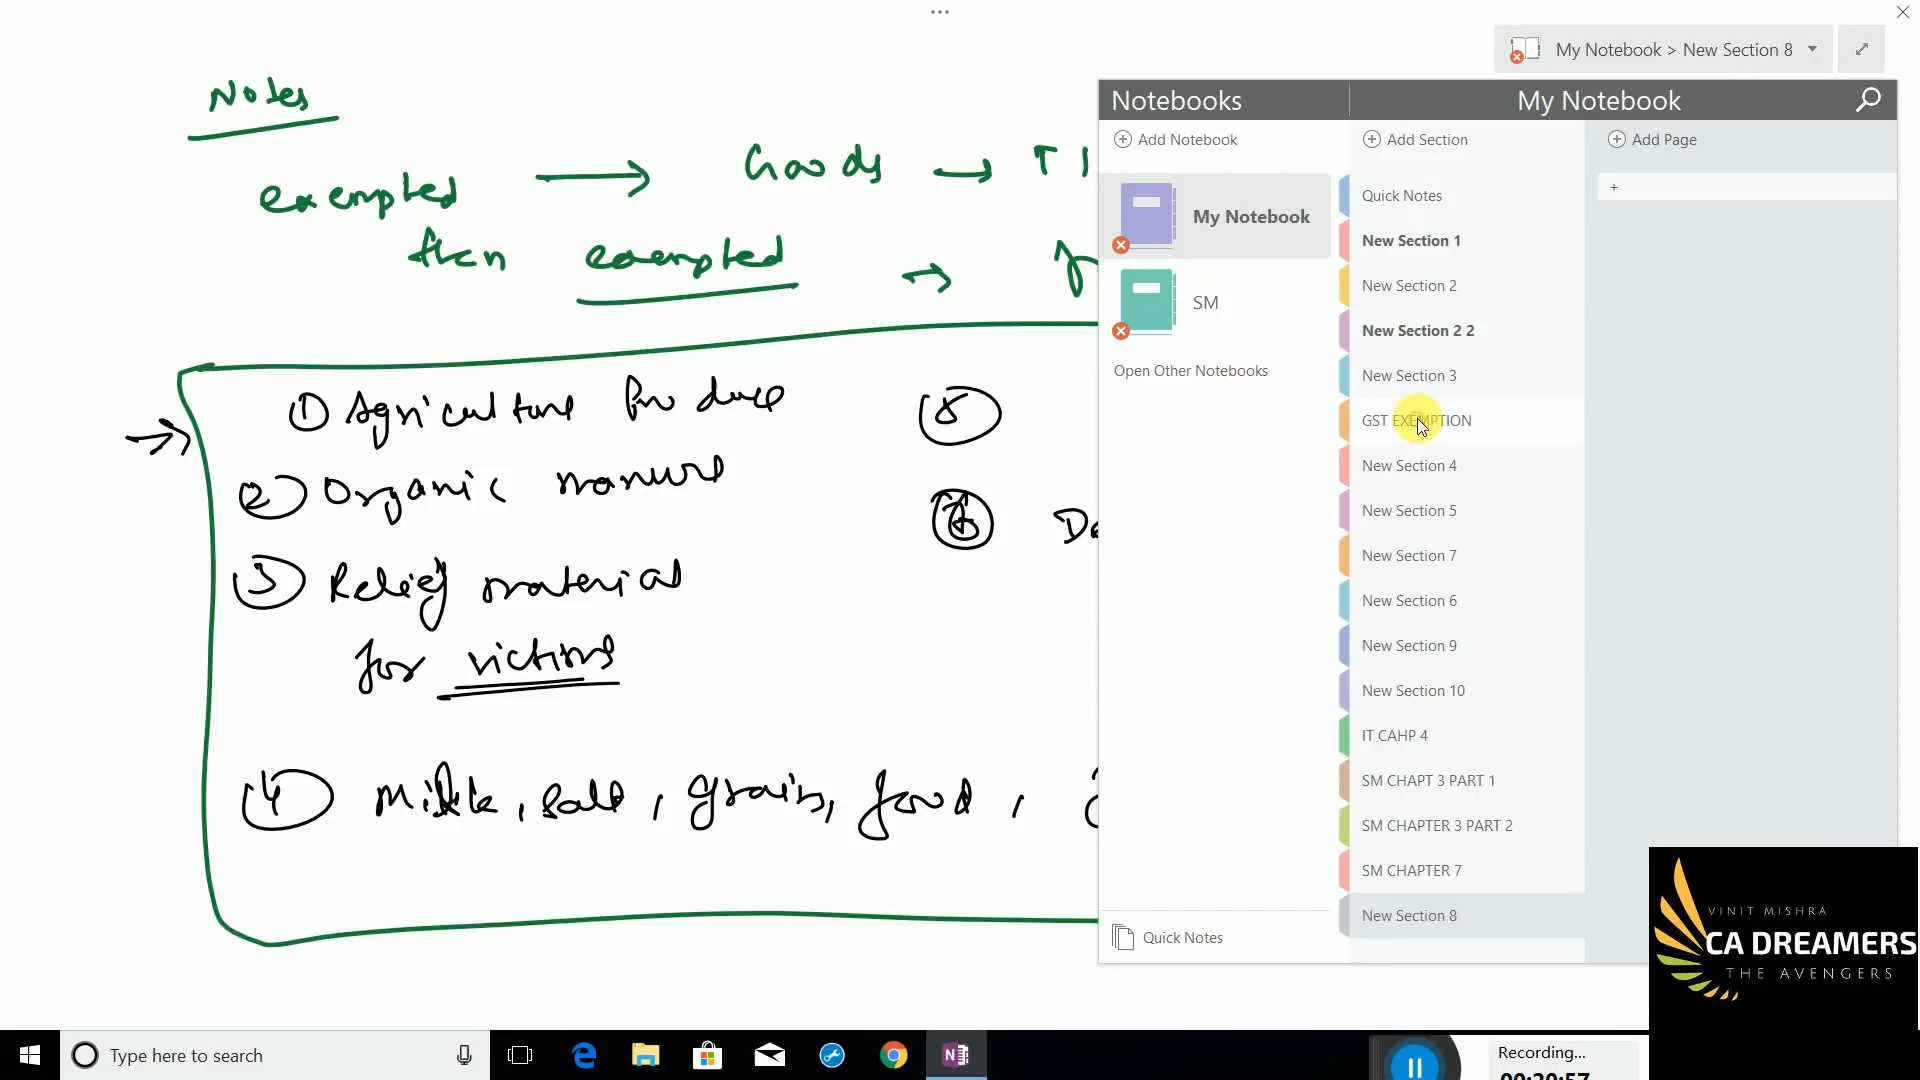 My Notebook > New Section 8
Notes
exempted → Goods →
then exempted →
① Agriculture Produce
② Organic manure
③ Relief material
for victims
④ Milk, salt, grains, food,
⑤
⑥
Notebooks
My Notebook
Add Notebook
Add Section
Add Page
+
My Notebook
SM
Open Other Notebooks
Quick Notes
Quick Notes
New Section 1
New Section 2
New Section 2 2
New Section 3
GST EXEMPTION
New Section 4
New Section 5
New Section 7
New Section 6
New Section 9
New Section 10
IT CAHP 4
SM CHAPT 3 PART 1
SM CHAPTER 3 PART 2
SM CHAPTER 7
New Section 8
VINIT MISHRA
CA DREAMERS
THE AVENGERS
Type here to search
N
Recording...
00:20:57